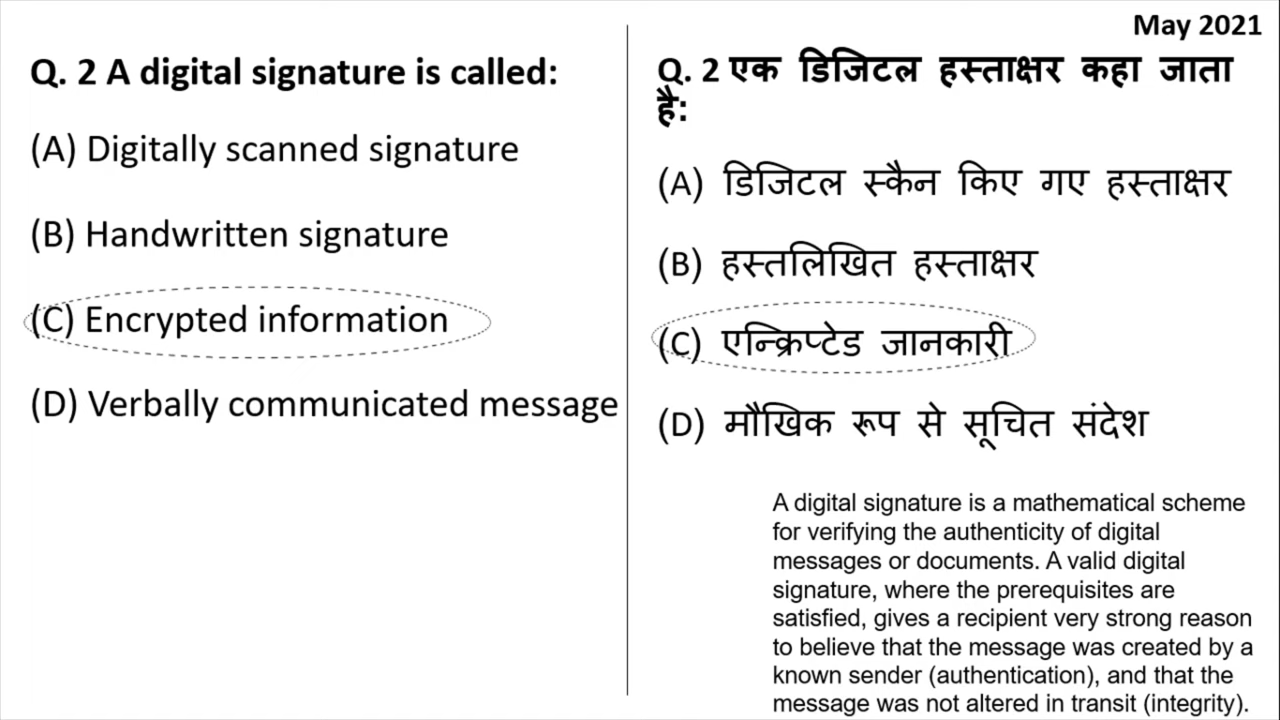 May 2021
Q. 2 A digital signature is called:
(A) Digitally scanned signature
(B) Handwritten signature
(C) Encrypted information
(D) Verbally communicated message
Q. 2 एक डिजिटल हस्ताक्षर कहा जाता
है:
(A) डिजिटल स्कैन किए गए हस्ताक्षर
(B) हस्तलिखित हस्ताक्षर
(C) एन्क्रिप्टेड जानकारी
(D) मौखिक रूप से सूचित संदेश
A digital signature is a mathematical scheme
for verifying the authenticity of digital
messages or documents. A valid digital
signature, where the prerequisites are
satisfied, gives a recipient very strong reason
to believe that the message was created by a
known sender (authentication), and that the
message was not altered in transit (integrity).